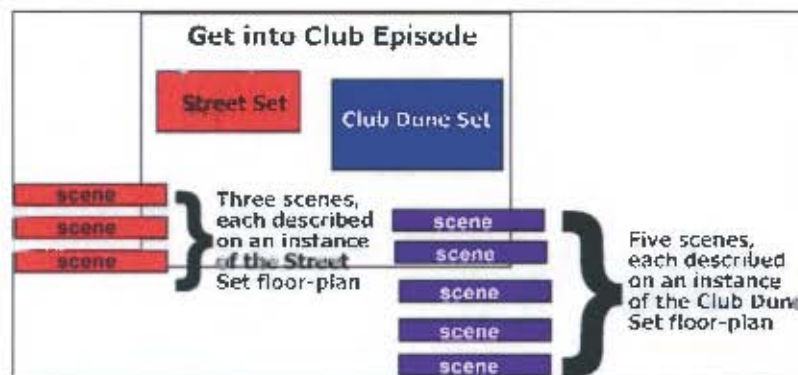 Get into Club Episode
Street Set
Club Dune Set
scene
scene
scene
Three scenes,
each described
on an instance
of the Street
Set floor-plan
scene
scene
scene
scene
scene
Five scenes,
each described
on an instance
of the Club Dune
Set floor-plan